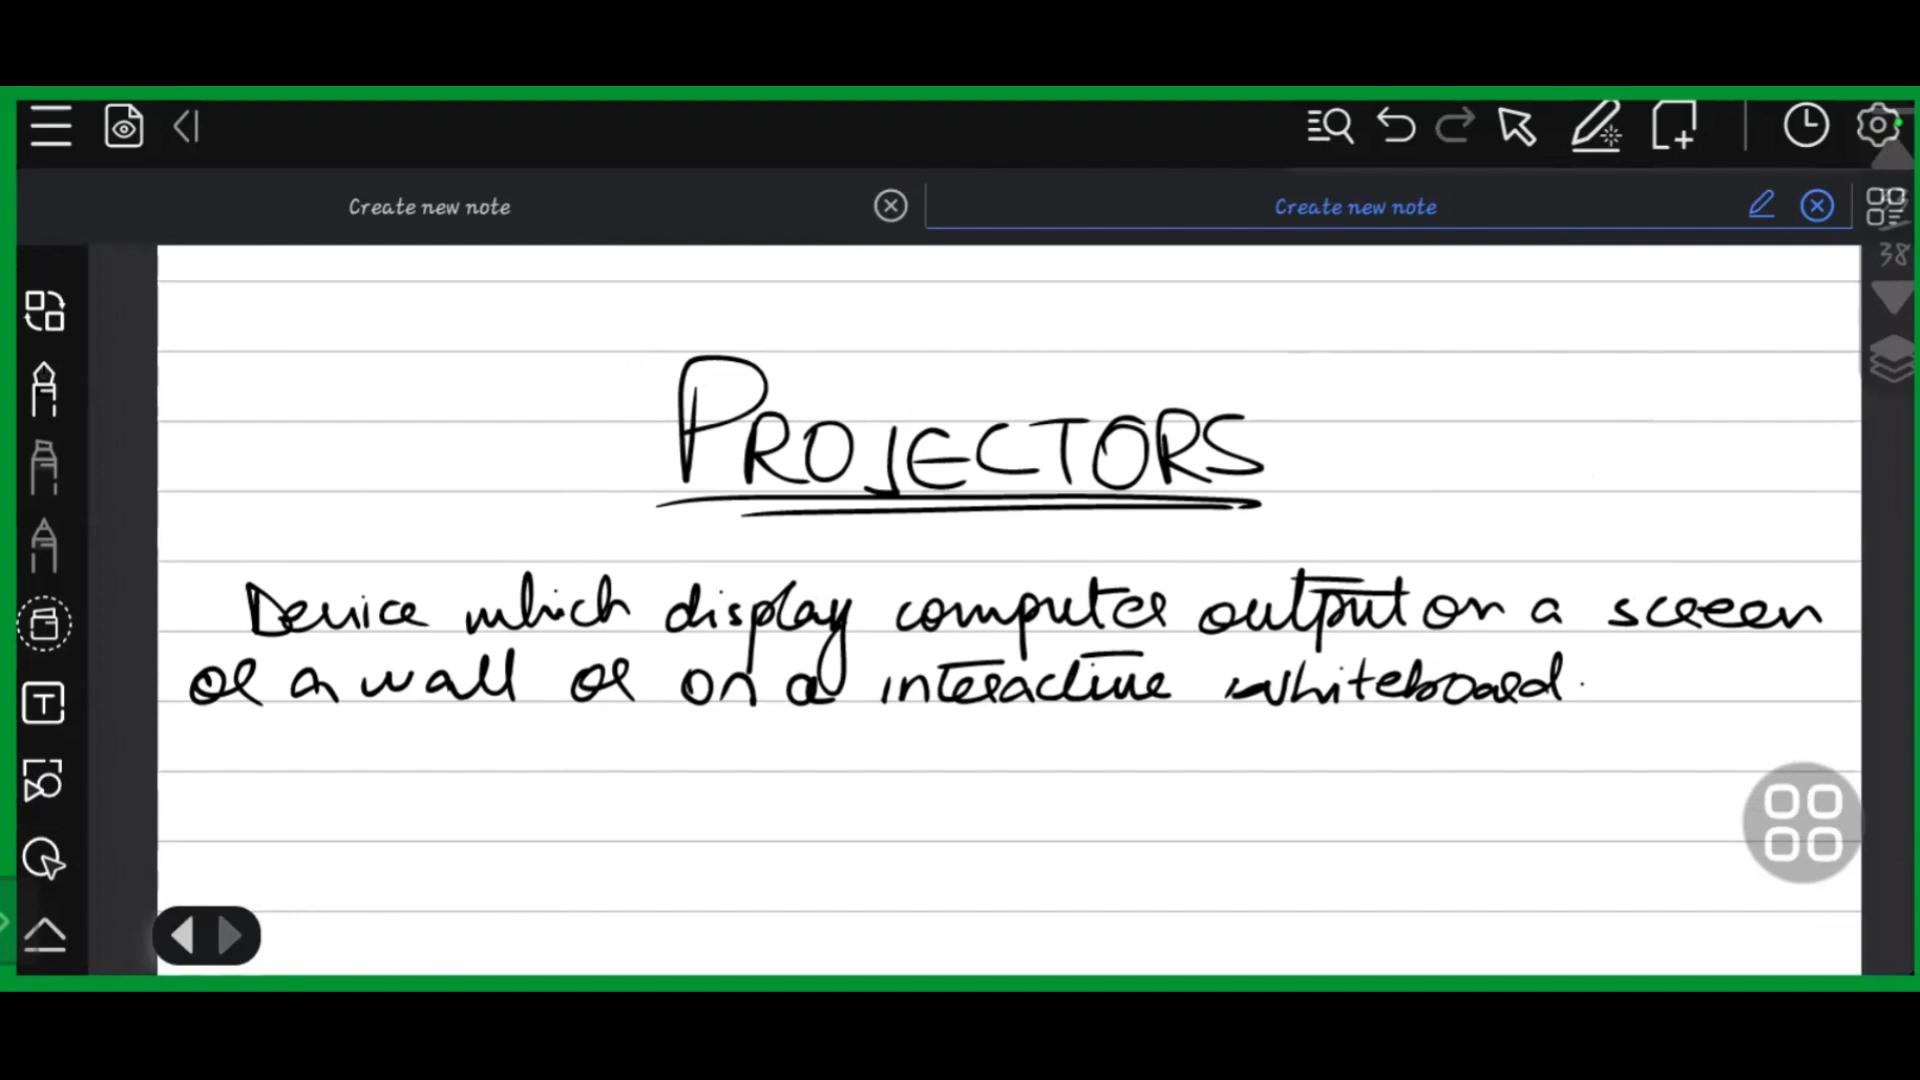 Create new note
Create new note
38
PROJECTORS
Device which display computer output on a screen
or a wall or on a interactive whiteboard.
T